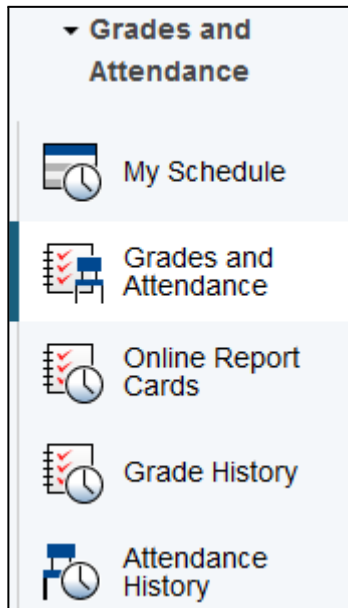 Grades and
Attendance
My Schedule
Grades and
Attendance
Online Report
Cards
Grade History
Attendance
History